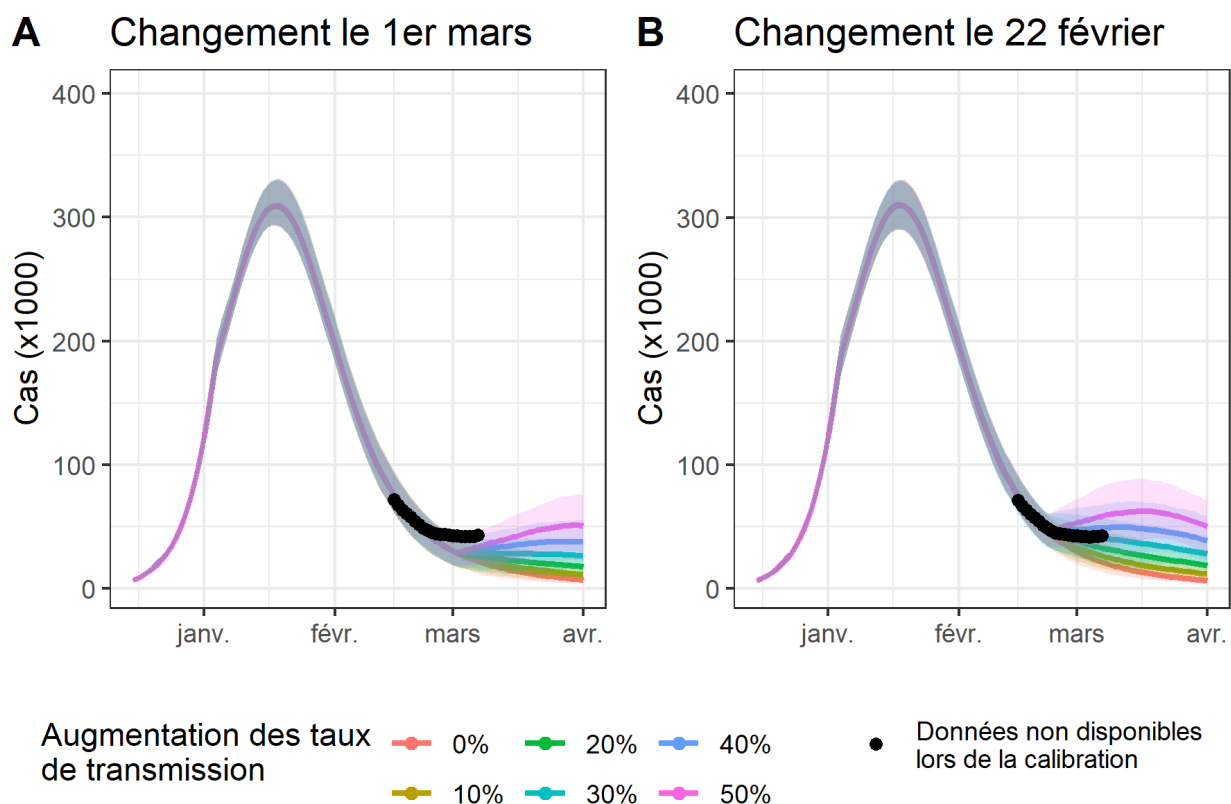 A Changement le 1er mars
Cas (x1000)
400
300
200
100
0
janv. févr. mars avr.
B Changement le 22 février
Cas (x1000)
400
300
200
100
0
janv. févr. mars avr.
Augmentation des taux
de transmission
0% 20% 40%
10% 30% 50%
Données non disponibles
lors de la calibration